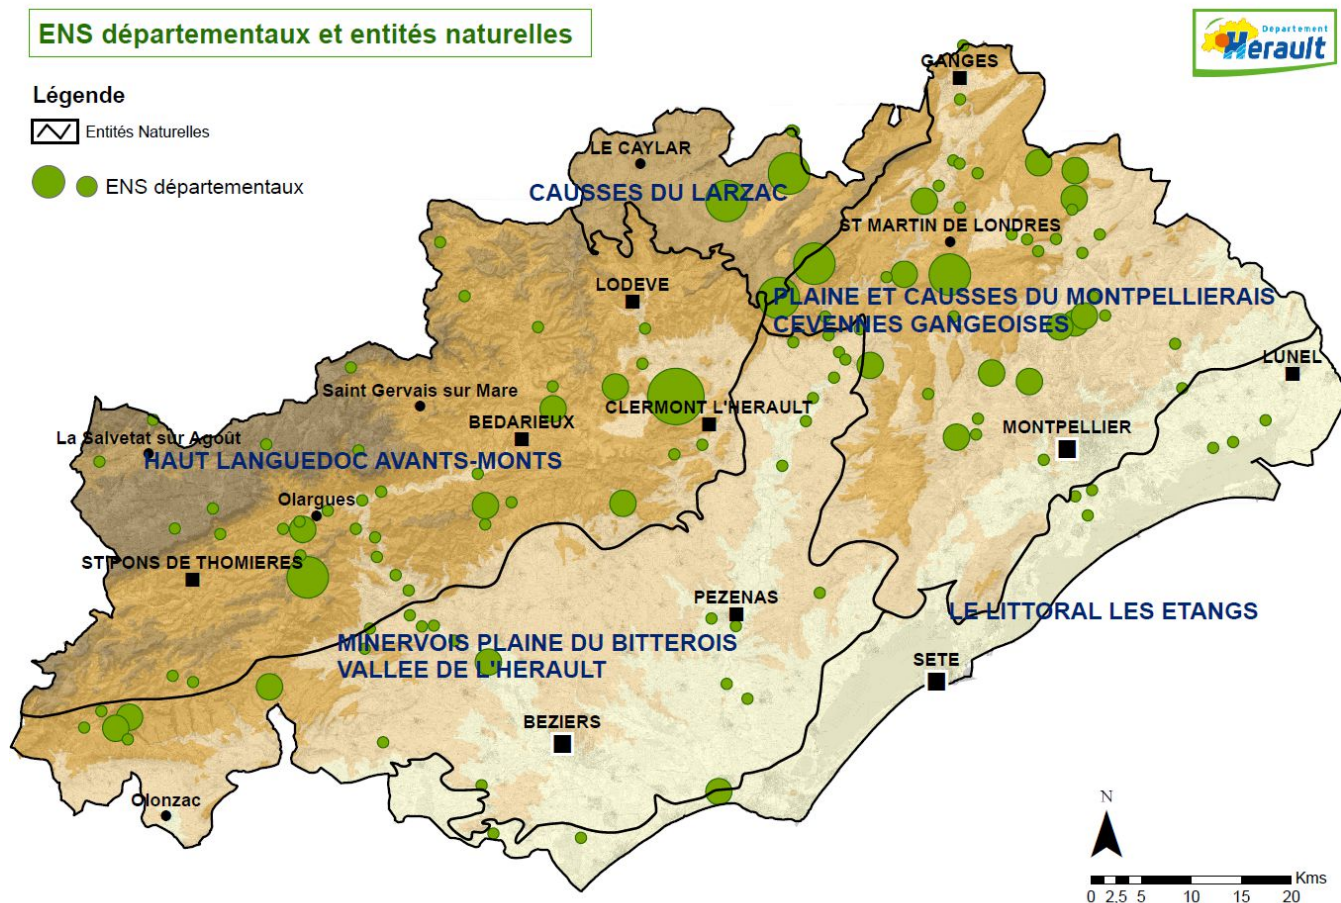 ENS départementaux et entités naturelles
Département
Hérault
Légende
Entités Naturelles
ENS départementaux
GANGES
LE CAYLAR
CAUSSES DU LARZAC
ST MARTIN DE LONDRES
LODEVE
PLAINE ET CAUSSES DU MONTPELLIERAIS
CEVENNES GANGEOISES
LUNEL
Saint Gervais sur Mare
CLERMONT L'HERAULT
BEDARIEUX
MONTPELLIER
La Salvetat sur Agoût
HAUT LANGUEDOC AVANTS-MONTS
Olargues
ST PONS DE THOMIERES
PEZENAS
LE LITTORAL LES ETANGS
MINERVOIS PLAINE DU BITTEROIS
VALLEE DE L'HERAULT
SETE
BEZIERS
Olonzac
N
Kms
0 2,5 5 10 15 20